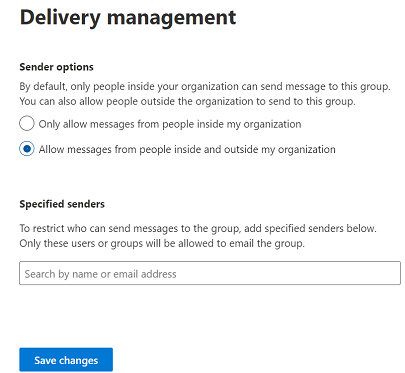 Delivery management
Sender options
By default, only people inside your organization can send message to this group.
You can also allow people outside the organization to send to this group.
Only allow messages from people inside my organization
Allow messages from people inside and outside my organization
Specified senders
To restrict who can send messages to the group, add specified senders below.
Only these users or groups will be allowed to email the group.
Search by name or email address
Save changes